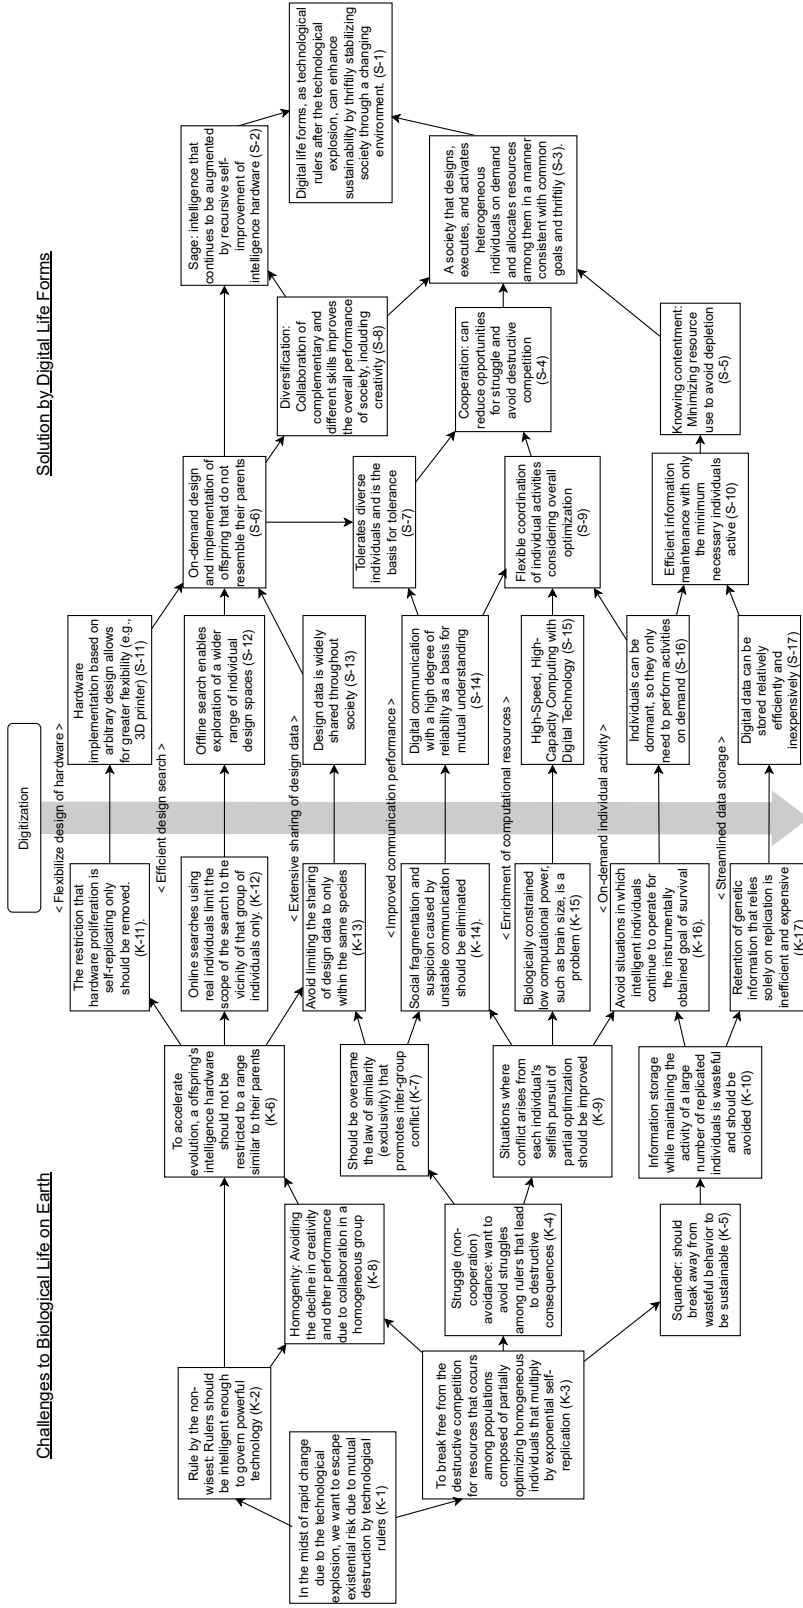 Challenges to Biological Life on Earth
Solution by Digital Life Forms
Digitization
In the midst of rapid change
due to the technological
explosion, we want to escape
existential risk due to mutual
destruction by technological
rulers (K-1)
Rule by the non-
wisest: Rulers should
be intelligent enough
to govern powerful
technology (K-2)
To break free from the
destructive competition
for resources that occurs
among populations
composed of partially
optimizing homogeneous
individuals that multiply
by exponential self-
replication (K-3)
Homogenity: Avoiding
the decline in creativity
and other performance
due to collaboration in a
homogeneous group
(K-8)
Struggle (non-
cooperation)
avoidance: want to
avoid struggles
among rulers that lead
to destructive
consequences (K-4)
Squander: should
break away from
wasteful behavior to
be sustainable (K-5)
To accelerate
evolution, a offspring's
intelligence hardware
should not be
restricted to a range
similar to their parents
(K-6)
Should be overcame
the law of similarity
(exclusivity) that
promotes inter-group
conflict (K-7)
Situations where
conflict arises from
each individual's
selfish pursuit of
partial optimization
should be improved
(K-9)
Information storage
while maintaining the
activity of a large
number of replicated
individuals is wasteful
and should be
avoided (K-10)
The restriction that
hardware proliferation is
self-replicating only
should be removed.
(K-11).
Online searches using
real individuals limit the
scope of the search to the
vicinity of that group of
individuals only. (K-12)
Avoid limiting the sharing
of design data to only
within the same species
(K-13)
Social fragmentation and
suspicion caused by
unstable communication
should be eliminated
(K-14).
Biologically constrained
low computational power,
such as brain size, is a
problem (K-15)
Avoid situations in which
intelligent individuals
continue to operate for
the instrumentally
obtained goal of survival
(K-16).
Retention of genetic
information that relies
solely on replication is
inefficient and expensive
(K-17)
< Flexibilize design of hardware >
< Efficient design search >
< Extensive sharing of design data >
< Improved communication performance >
< Enrichment of computational resources >
< On-demand individual activity >
< Streamlined data storage >
Hardware
implementation based on
arbitrary design allows
for greater flexibility (e.g.,
3D printer) (S-11)
Offline search enables
exploration of a wider
range of individual
design spaces (S-12)
Design data is widely
shared throughout
society (S-13)
Digital communication
with a high degree of
reliability as a basis for
mutual understanding
(S-14)
High-Speed, High-
Capacity Computing with
Digital Technology (S-15)
Individuals can be
dormant, so they only
need to perform activities
on demand (S-16)
Digital data can be
stored relatively
efficiently and
inexpensively (S-17)
On-demand design
and implementation of
offspring that do not
resemble their parents
(S-6)
Tolerates diverse
individuals and is the
basis for tolerance
(S-7)
Flexible coordination
of individual activities
considering overall
optimization
(S-9)
Efficient information
maintenance with only
the minimum
necessary individuals
active (S-10)
Diversification:
Collaboration of
complementary and
different skills improves
the overall performance
of society, including
creativity (S-8)
Cooperation: can
reduce opportunities
for struggle and
avoid destructive
competition
(S-4)
Knowing contentment:
Minimizing resource
use to avoid depletion
(S-5)
Sage: intelligence that
continues to be augmented
by recursive self-
improvement of
intelligence hardware (S-2)
A society that designs,
executes, and activates
heterogeneous
individuals on demand
and allocates resources
among them in a manner
consistent with common
goals and thriftily (S-3).
Digital life forms, as technological
rulers after the technological
explosion, can enhance
sustainability by thriftily stabilizing
society through a changing
environment. (S-1)